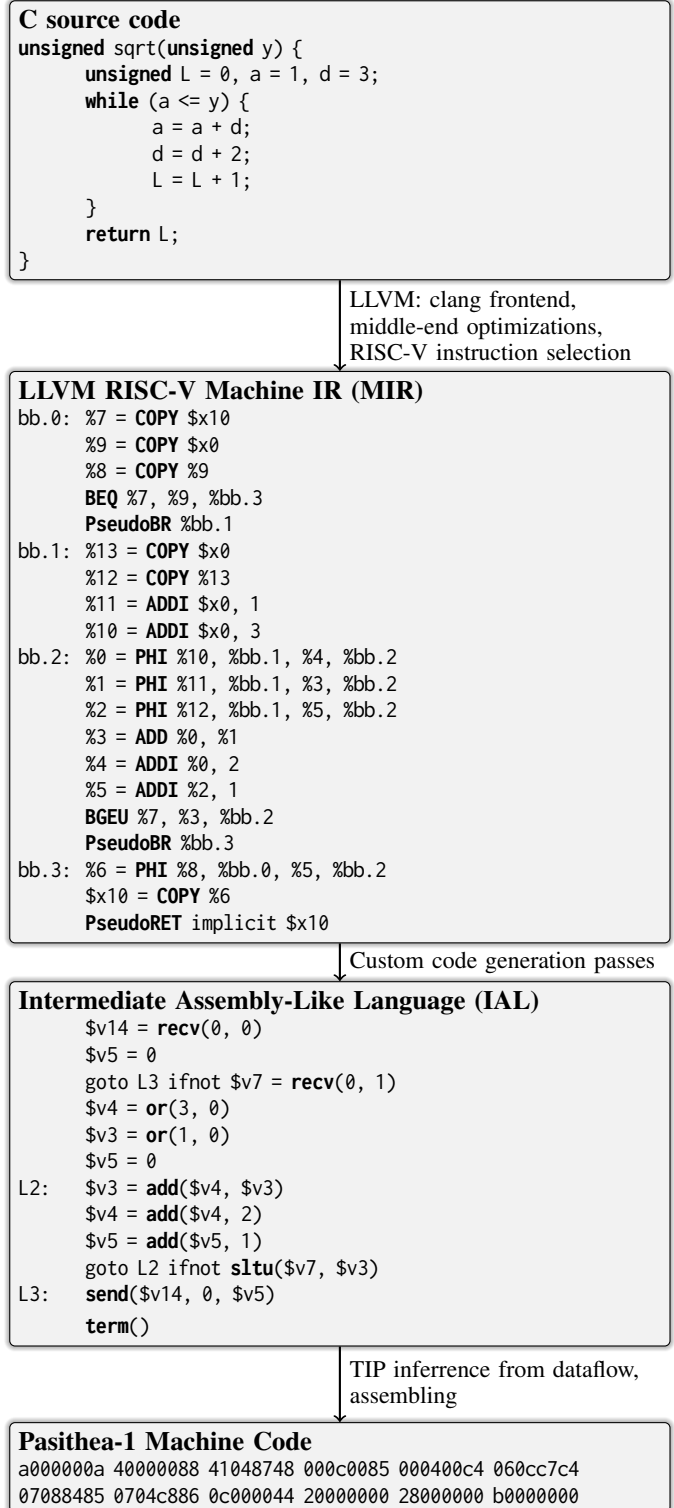 C source code
unsigned sqrt(unsigned y) {
unsigned L = 0, a = 1, d = 3;
while (a <= y) {
a = a + d;
d = d + 2;
L = L + 1;
}
return L;
}
LLVM: clang frontend,
middle-end optimizations,
RISC-V instruction selection
LLVM RISC-V Machine IR (MIR)
bb.0: %7 = COPY $x10
%9 = COPY $x0
%8 = COPY %9
BEQ %7, %9, %bb.3
PseudoBR %bb.1
bb.1: %13 = COPY $x0
%12 = COPY %13
%11 = ADDI $x0, 1
%10 = ADDI $x0, 3
bb.2: %0 = PHI %10, %bb.1, %4, %bb.2
%1 = PHI %11, %bb.1, %3, %bb.2
%2 = PHI %12, %bb.1, %5, %bb.2
%3 = ADD %0, %1
%4 = ADDI %0, 2
%5 = ADDI %2, 1
BGEU %7, %3, %bb.2
PseudoBR %bb.3
bb.3: %6 = PHI %8, %bb.0, %5, %bb.2
$x10 = COPY %6
PseudoRET implicit $x10
Custom code generation passes
Intermediate Assembly-Like Language (IAL)
$v14 = recv(0, 0)
$v5 = 0
goto L3 ifnot $v7 = recv(0, 1)
$v4 = or(3, 0)
$v3 = or(1, 0)
$v5 = 0
L2: $v3 = add($v4, $v3)
$v4 = add($v4, 2)
$v5 = add($v5, 1)
goto L2 ifnot sltu($v7, $v3)
L3: send($v14, 0, $v5)
term()
TIP inferrence from dataflow,
assembling
Pasithea-1 Machine Code
a000000a 40000088 41048748 000c0085 000400c4 060cc7c4
07088485 0704c886 0c000044 20000000 28000000 b0000000